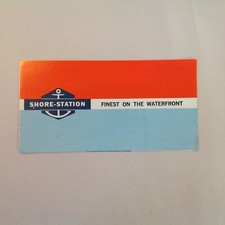 SHORE-STATION
FINEST ON THE WATERFRONT